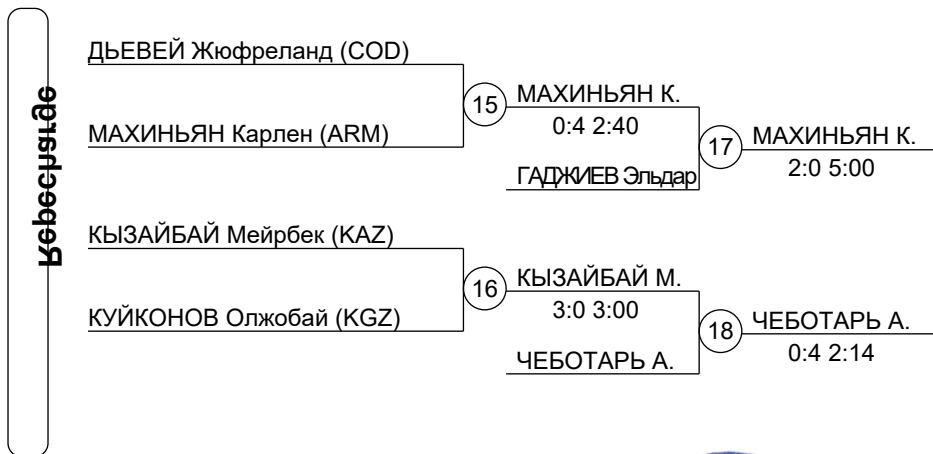 Repecharge
ДЬЕВЕЙ Жюфреланд (COD)
15
МАХИНЬЯН К.
0:4 2:40
МАХИНЬЯН Карлен (ARM)
17
МАХИНЬЯН К.
2:0 5:00
ГАДЖИЕВ Эльдар
КЫЗАЙБАЙ Мейрбек (KAZ)
16
КЫЗАЙБАЙ М.
3:0 3:00
КУЙКОНОВ Олжобай (KGZ)
18
ЧЕБОТАРЬ А.
0:4 2:14
ЧЕБОТАРЬ А.